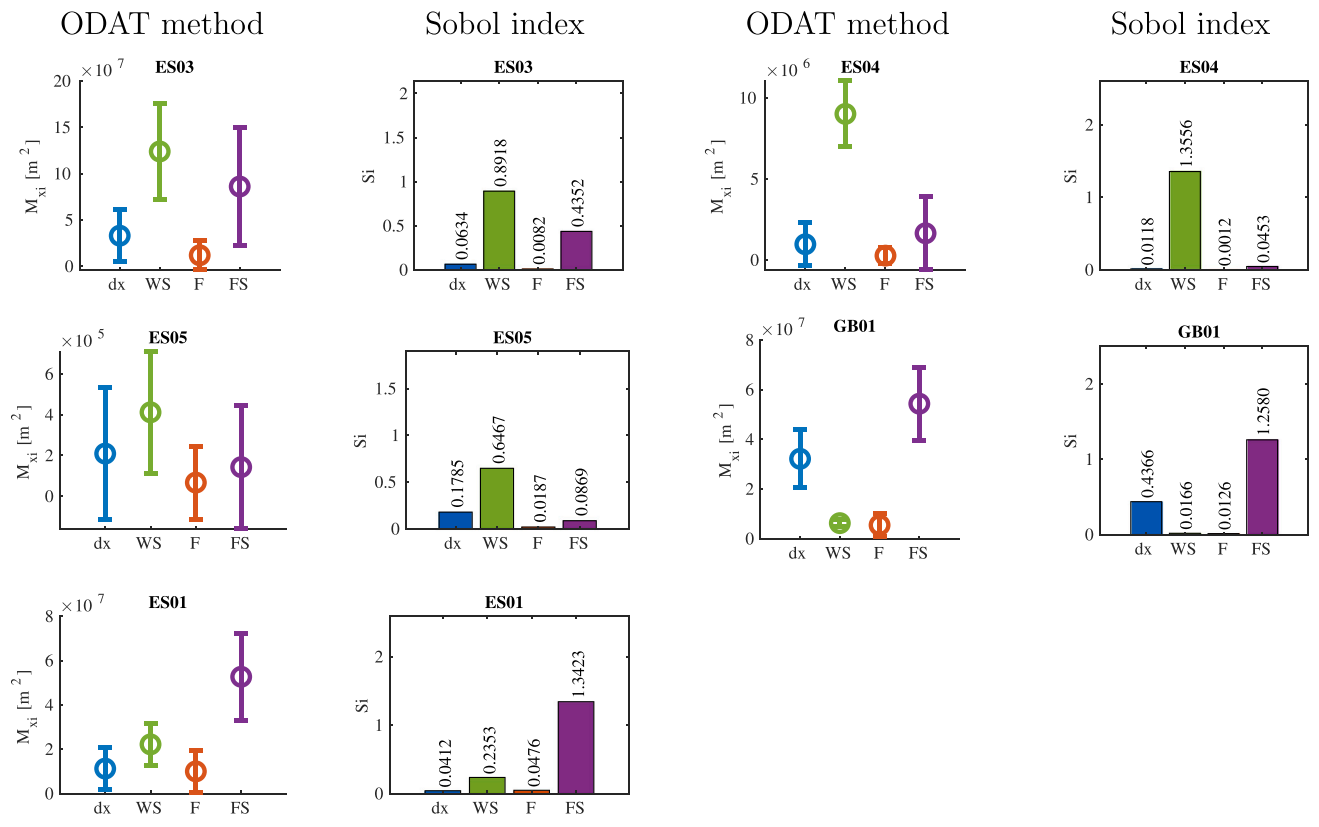 ODAT method
Sobol index
ODAT method
Sobol index
×10 7
ES03
20
15
10
5
0
M xi [m 2 ]
dx WS F FS
ES03
2
1.5
1
0.5
0
Si
0.0634
0.8918
0.0082
0.4352
dx WS F FS
×10 6
ES04
10
5
0
M xi [m 2 ]
dx WS F FS
ES04
2
1
0
Si
0.0118
1.3556
0.0012
0.0453
dx WS F FS
×10 5
ES05
6
4
2
0
M xi [m 2 ]
dx WS F FS
ES05
1.5
1
0.5
0
Si
0.1785
0.6467
0.0187
0.0869
dx WS F FS
×10 7
GB01
8
6
4
2
0
M xi [m 2 ]
dx WS F FS
GB01
2
1
0
Si
0.4366
0.0166
0.0126
1.2580
dx WS F FS
×10 7
ES01
8
6
4
2
0
M xi [m 2 ]
dx WS F FS
ES01
2
1
0
Si
0.0412
0.2353
0.0476
1.3423
dx WS F FS